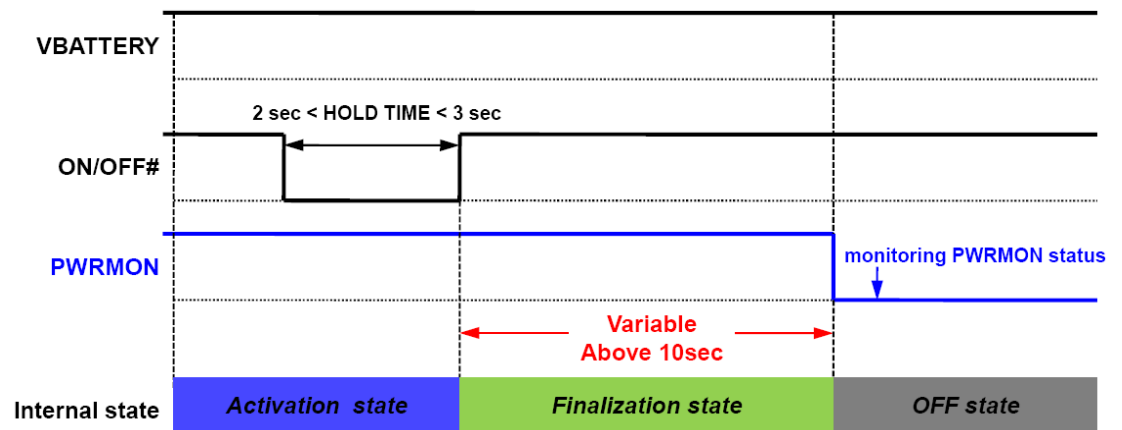 VBATTERY
2 sec < HOLD TIME < 3 sec
ON/OFF#
PWRMON
monitoring PWRMON status
Variable
Above 10sec
Internal state
Activation state
Finalization state
OFF state